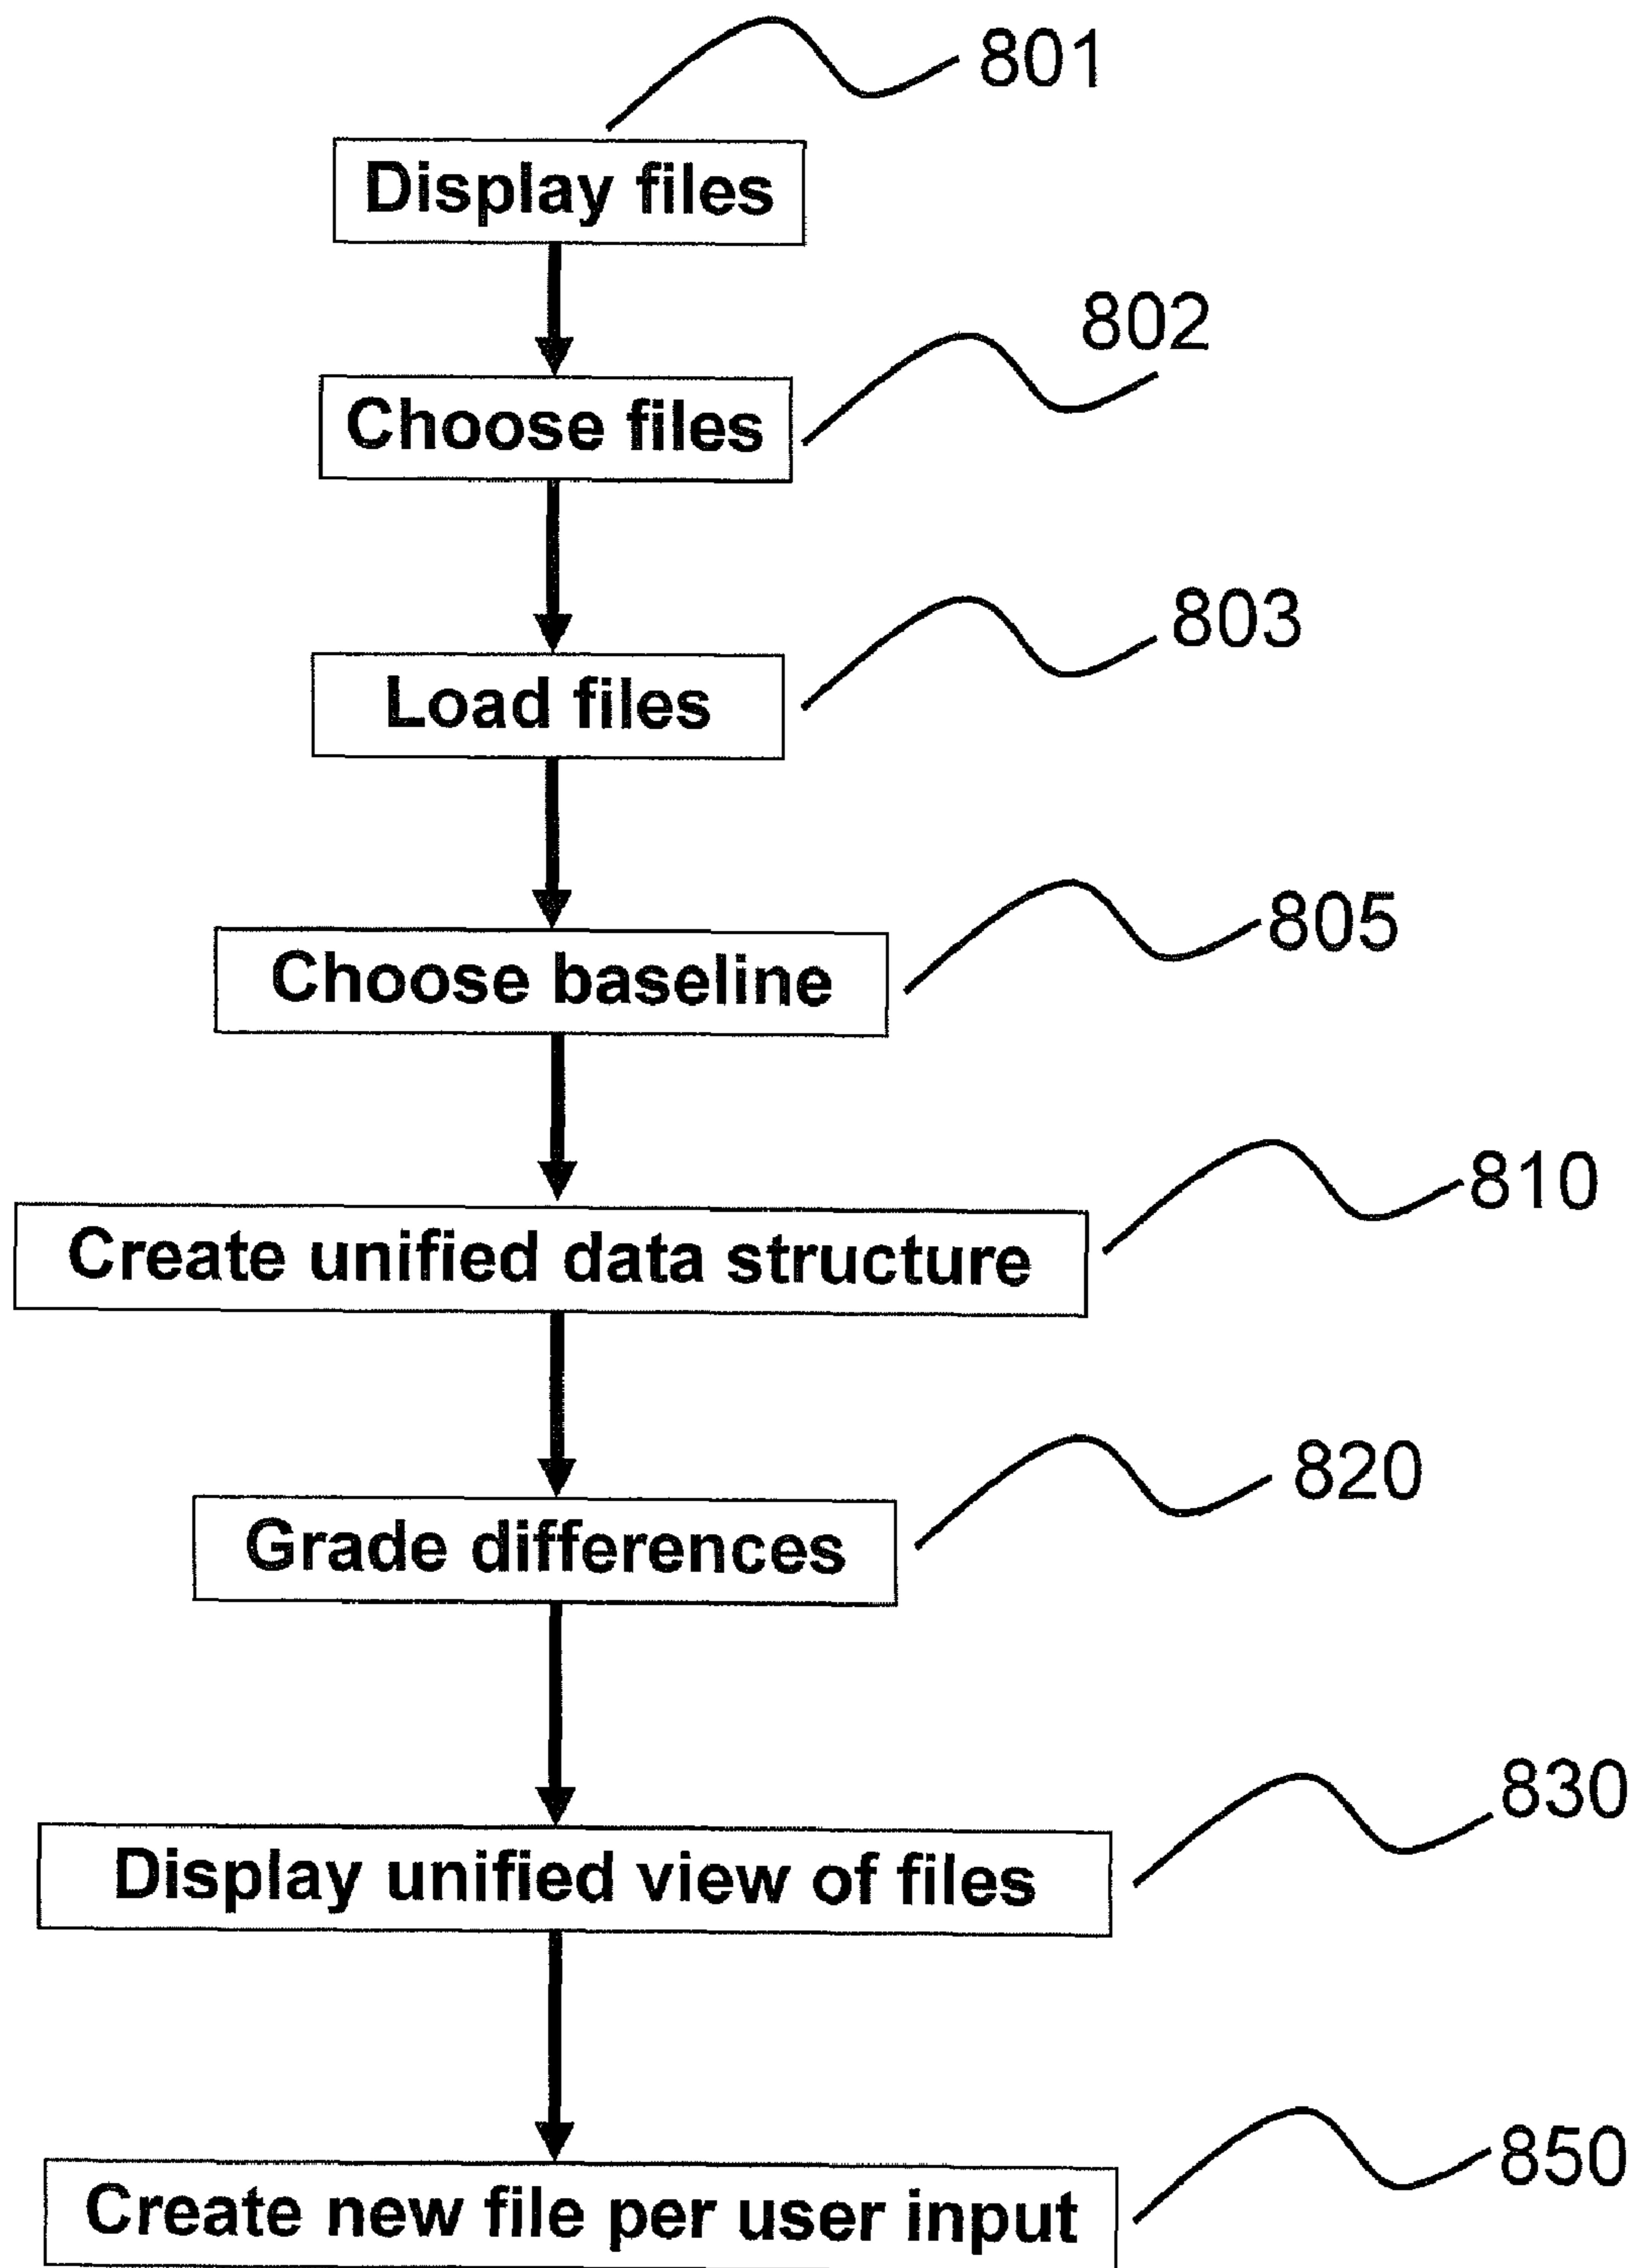 801
Display files
802
Choose files
803
Load files
805
Choose baseline
810
Create unified data structure
820
Grade differences
830
Display unified view of files
850
Create new file per user input